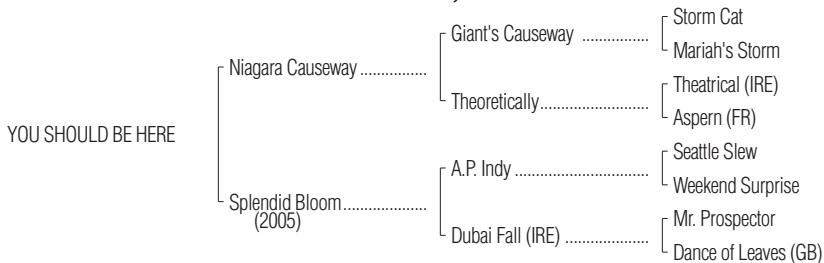 Storm Cat
Giant's Causeway ................
Mariah's Storm
Niagara Causeway ................
Theatrical (IRE)
Theoretically..........................
Aspern (FR)
YOU SHOULD BE HERE
Seattle Slew
A.P. Indy ................................
Weekend Surprise
Splendid Bloom....................
(2005)
Mr. Prospector
Dubai Fall (IRE) ....................
Dance of Leaves (GB)